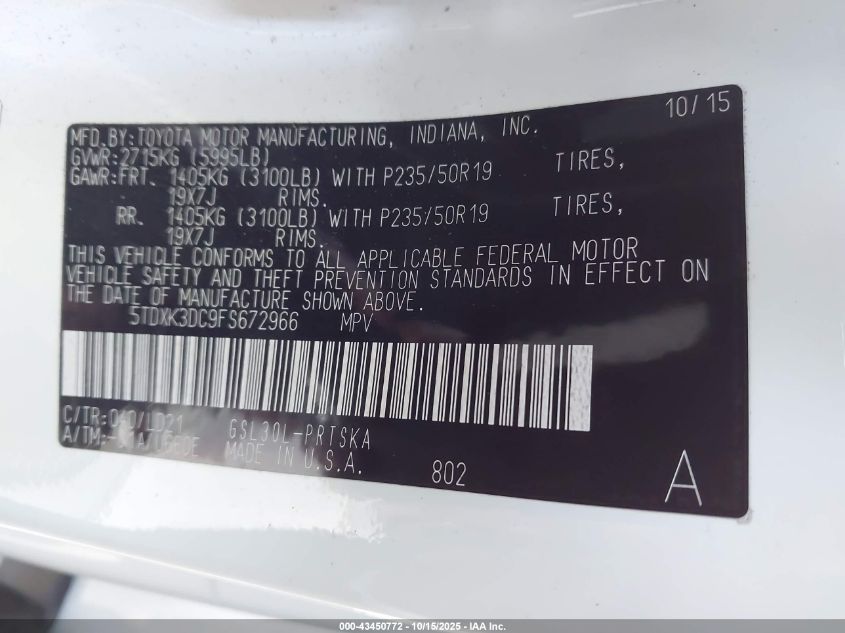 10/15
MFD.BY:TOYOTA MOTOR MANUFACTURING, INDIANA, INC.
GVWR:2715KG (5995LB)
GAWR:FRT. 1405KG (3100LB) WITH P235/50R19 TIRES,
19X7J RIMS.
RR. 1405KG (3100LB) WITH P235/50R19 TIRES,
19X7J RIMS.
THIS VEHICLE CONFORMS TO ALL APPLICABLE FEDERAL MOTOR
VEHICLE SAFETY AND THEFT PREVENTION STANDARDS IN EFFECT ON
THE DATE OF MANUFACTURE SHOWN ABOVE.
5TDXK3DC9FS672966 MPV
C/TR:
A/TM:
GSL30L-PRTSKA
MADE IN U.S.A.
802
A
000-43450772 - 10/15/2025 - IAA Inc.